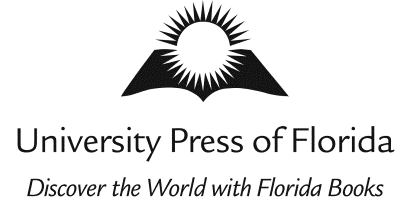 University Press of Florida
Discover the World with Florida Books